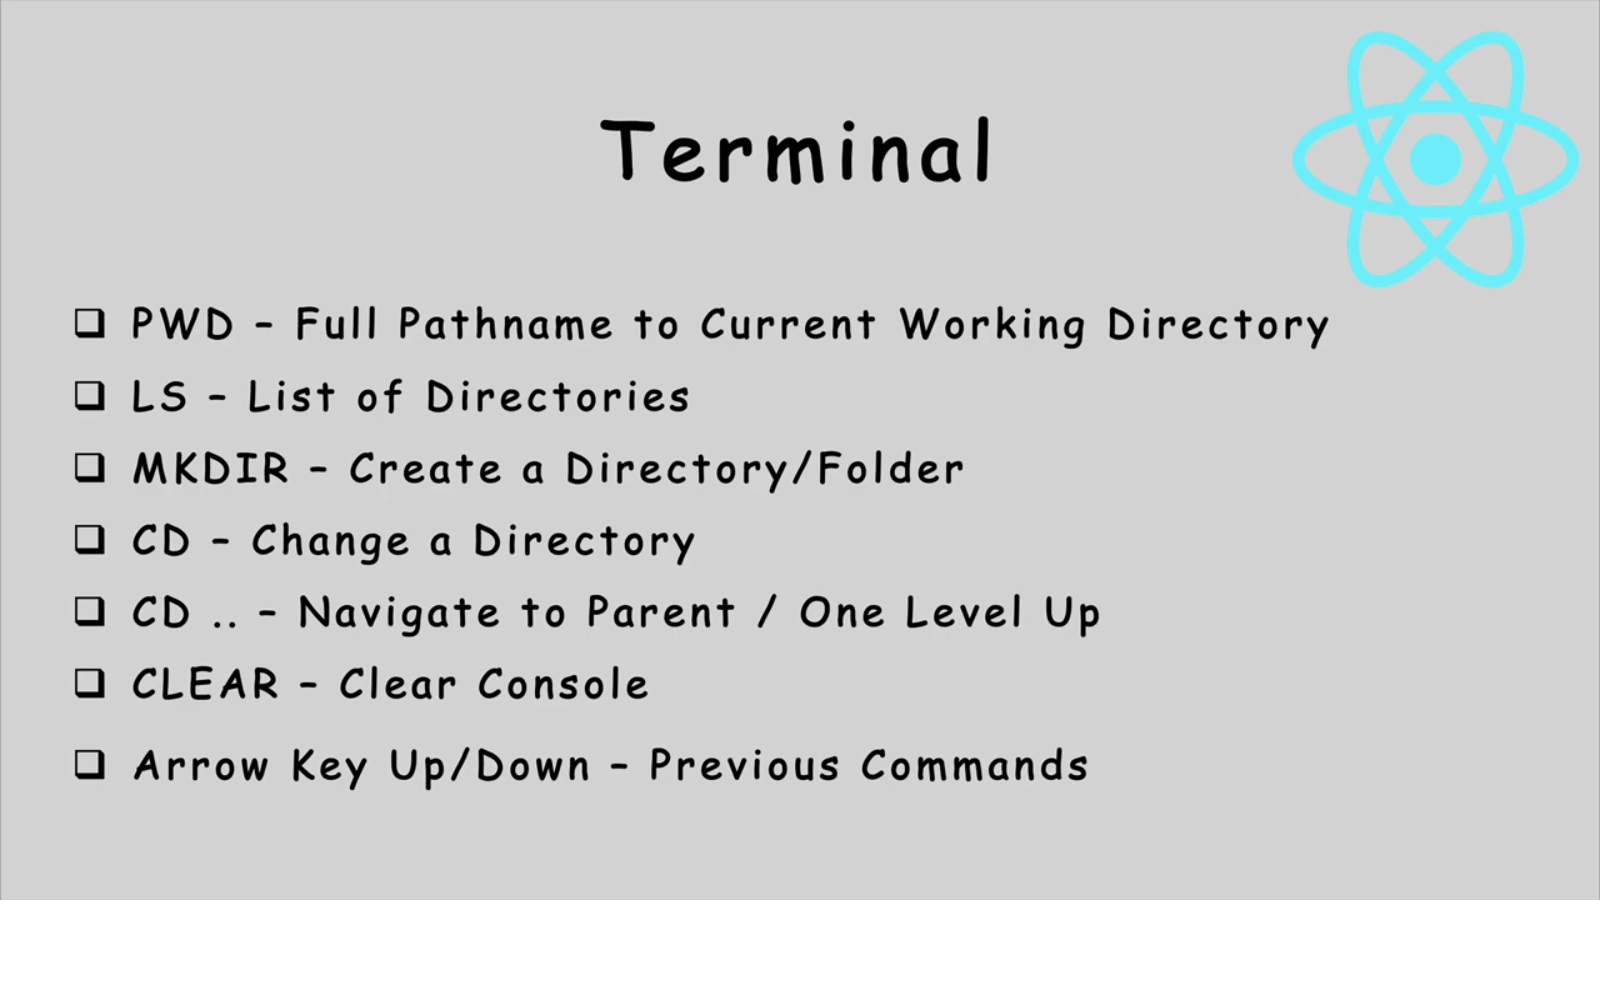 Terminal
PWD - Full Pathname to Current Working Directory
LS - List of Directories
MKDIR - Create a Directory/Folder
CD - Change a Directory
CD .. - Navigate to Parent / One Level Up
CLEAR - Clear Console
Arrow Key Up/Down - Previous Commands